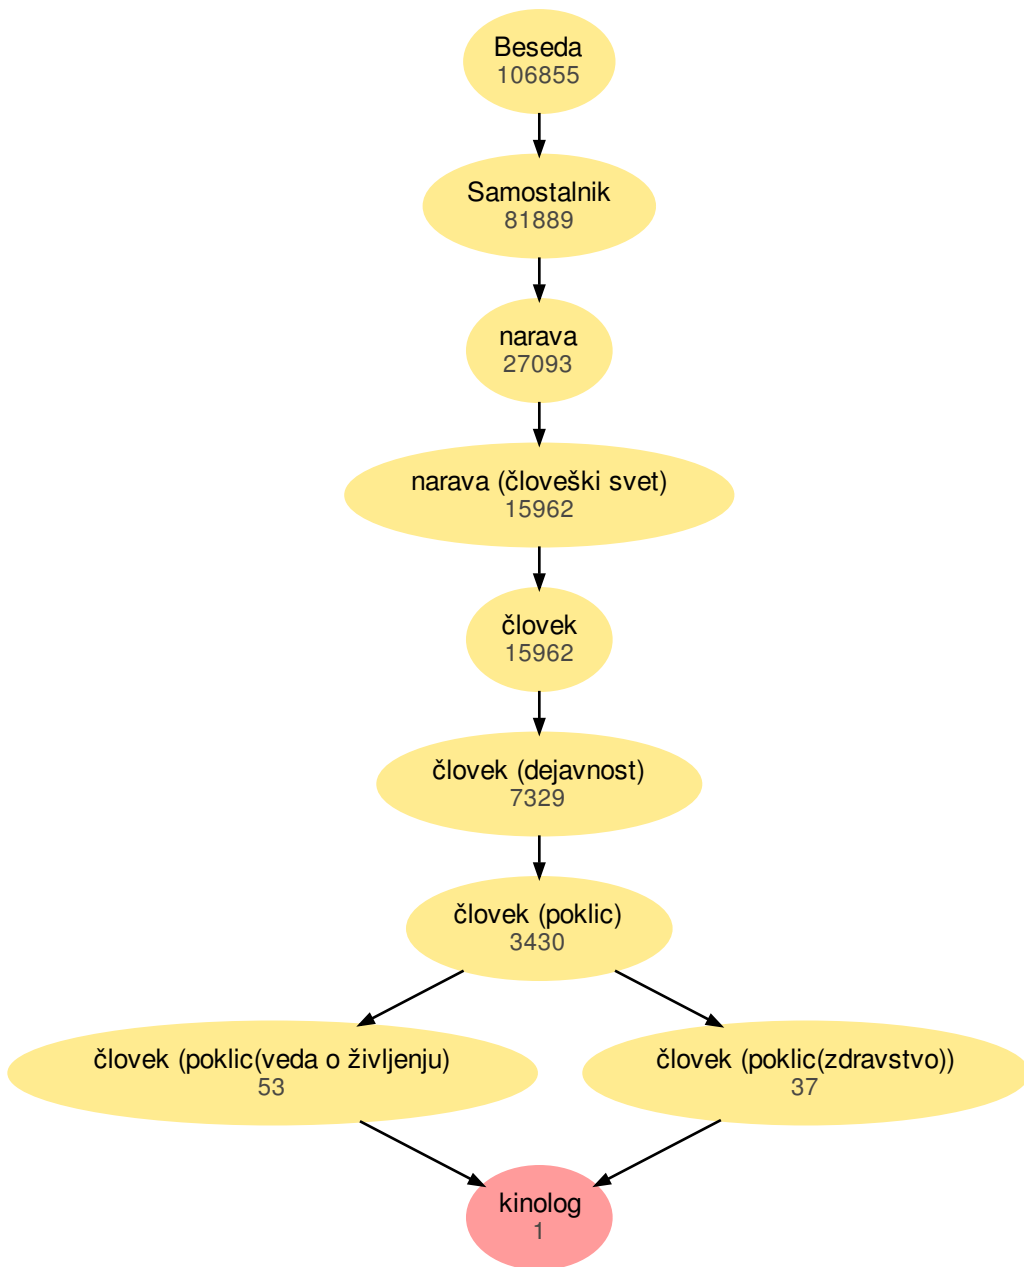 Beseda
106855
Samostalnik
81889
narava
27093
narava (človeški svet)
15962
človek
15962
človek (dejavnost)
7329
človek (poklic)
3430
človek (poklic(veda o življenju)
53
človek (poklic(zdravstvo))
37
kinolog
1